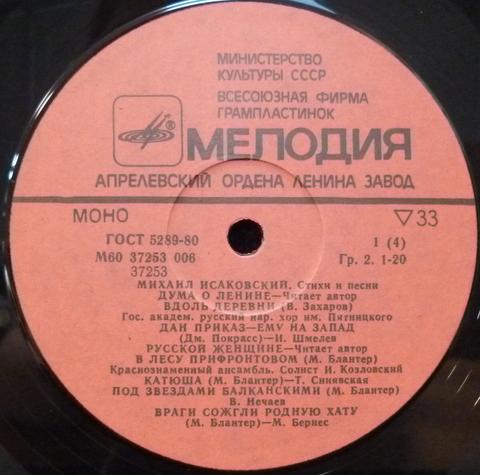 МИНИСТЕРСТВО
КУЛЬТУРЫ СССР
ВСЕСОЮЗНАЯ ФИРМА
ГРАМПЛАСТИНОК
МЕЛОДИЯ
АПРЕЛЕВСКИЙ ОРДЕНА ЛЕНИНА ЗАВОД
МОНО ▽33
ГОСТ 5289-80 1 (4)
М60 37253 006 Гр. 2. 1-20
37253
МИХАИЛ ИСАКОВСКИЙ. Стихи и песни
ДУМА О ЛЕНИНЕ—Читает автор
ВДОЛЬ ДЕРЕВНИ (В. Захаров)
Гос. академ. русский нар. хор им. Пятницкого
ДАН ПРИКАЗ—ЕМУ НА ЗАПАД
(Дм. Покрасс)—И. Шмелев
РУССКОЙ ЖЕНЩИНЕ—Читает автор
В ЛЕСУ ПРИФРОНТОВОМ (М. Блантер)
Краснознаменный ансамбль. Солист И. Козловский
КАТЮША (М. Блантер)—Т. Синявская
ПОД ЗВЕЗДАМИ БАЛКАНСКИМИ (М. Блантер)
В. Нечаев
ВРАГИ СОЖГЛИ РОДНУЮ ХАТУ
(М. Блантер)—М. Бернес